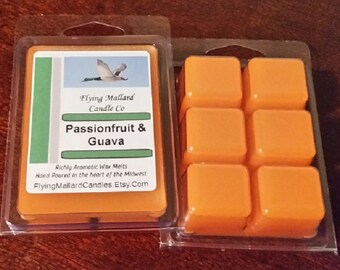 Flying Mallard
Candle Co
Passionfruit &
Guava
Richly Aromatic Wax Melts
Hand Poured in the heart of the Midwest
FlyingMallardCandles.Etsy.Com